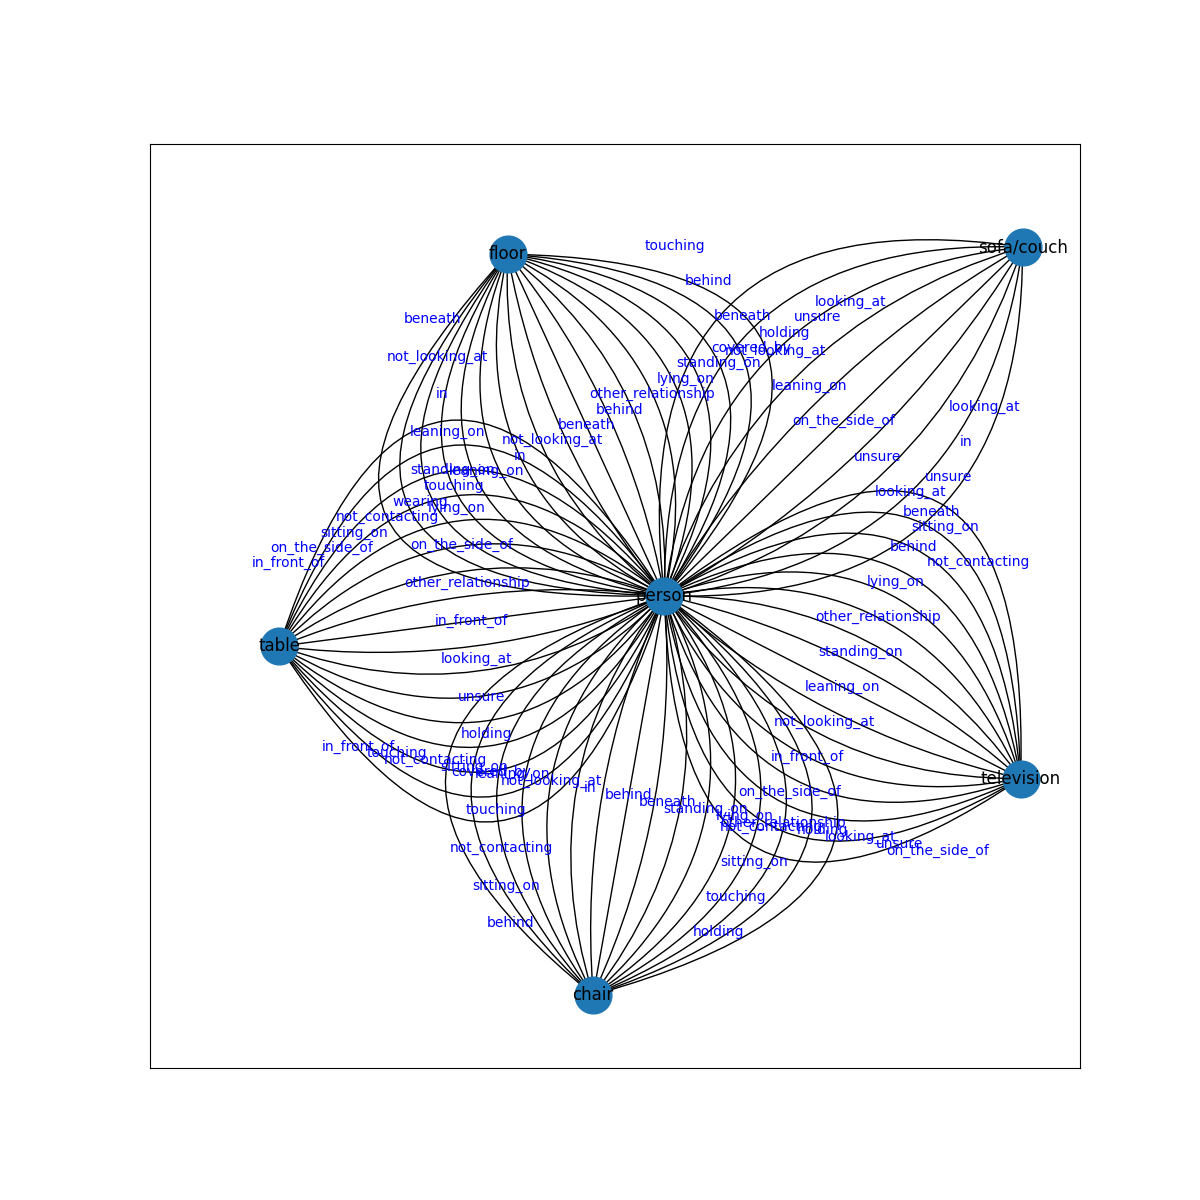 touching
sofa/couch
floor
behind
looking_at
beneath
unsure
beneath
holding
covered_by
not_looking_at
not_looking_at
standing_on
lying_on
leaning_on
in
other_relationship
looking_at
behind
on_the_side_of
beneath
leaning_on
not_looking_at
in
in
unsure
standing_on
leaning_on
unsure
touching
looking_at
wearing
lying_on
beneath
not_contacting
sitting_on
sitting_on
on_the_side_of
on_the_side_of
behind
in_front_of
not_contacting
other_relationship
lying_on
person
in_front_of
other_relationship
table
looking_at
standing_on
unsure
leaning_on
holding
not_looking_at
in_front_of
touching
in_front_of
not_contacting
sitting_on
covered_by
leaning_on
not_looking_at
television
in
behind
on_the_side_of
beneath
touching
standing_on
lying_on
other_relationship
not_contacting
holding
looking_at
unsure
not_contacting
on_the_side_of
sitting_on
sitting_on
touching
behind
holding
chair